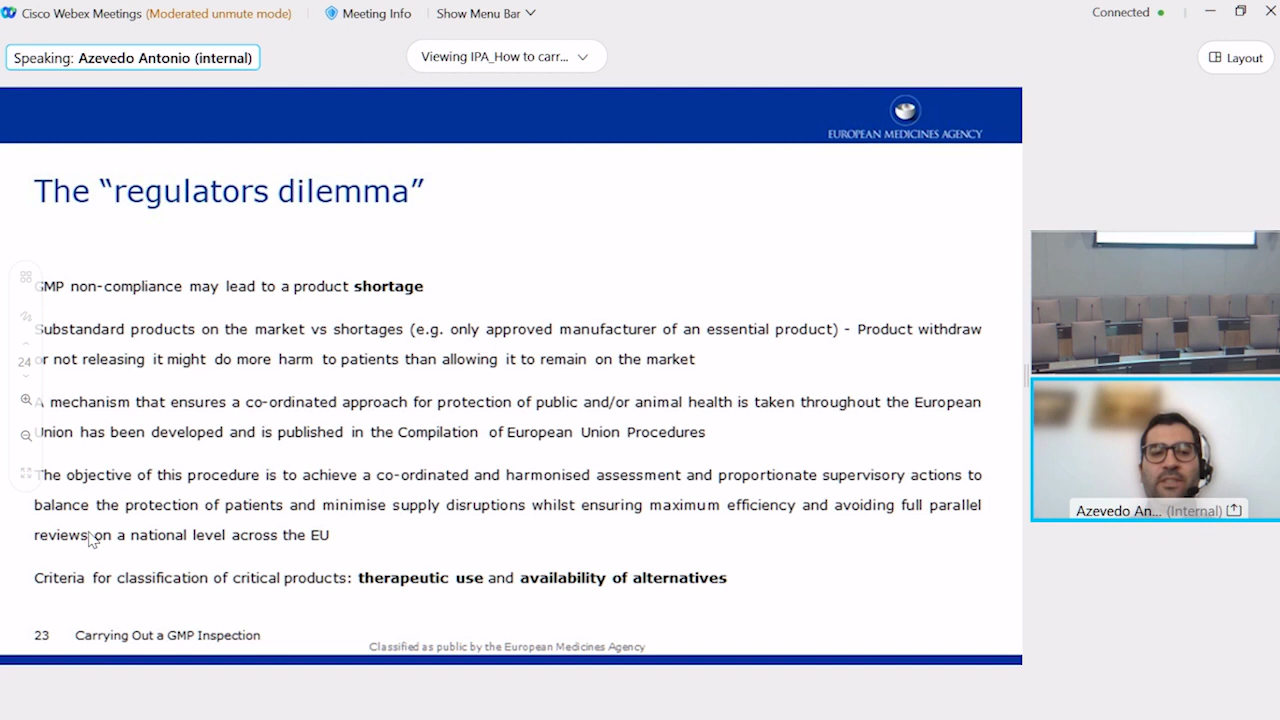 Cisco Webex Meetings (Moderated unmute mode)
Meeting Info
Show Menu Bar
Connected
Speaking: Azevedo Antonio (internal)
Viewing IPA_How to carr...
Layout
EUROPEAN MEDICINES AGENCY
The “regulators dilemma”
GMP non-compliance may lead to a product shortage
Substandard products on the market vs shortages (e.g. only approved manufacturer of an essential product) - Product withdraw
or not releasing it might do more harm to patients than allowing it to remain on the market
A mechanism that ensures a co-ordinated approach for protection of public and/or animal health is taken throughout the European
Union has been developed and is published in the Compilation of European Union Procedures
The objective of this procedure is to achieve a co-ordinated and harmonised assessment and proportionate supervisory actions to
balance the protection of patients and minimise supply disruptions whilst ensuring maximum efficiency and avoiding full parallel
reviews on a national level across the EU
Criteria for classification of critical products: therapeutic use and availability of alternatives
24
23 Carrying Out a GMP Inspection
Classified as public by the European Medicines Agency
Azevedo An... (Internal)